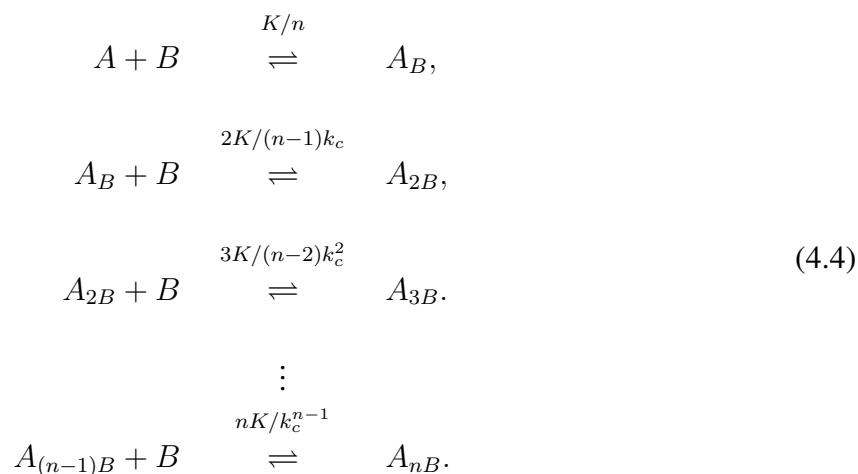 K/n
A + B ⇌ A_B,
2K/(n−1)k_c
A_B + B ⇌ A_{2B},
3K/(n−2)k_c^2
A_{2B} + B ⇌ A_{3B}.
(4.4)
⋮
nK/k_c^{n−1}
A_{(n−1)B} + B ⇌ A_{nB}.